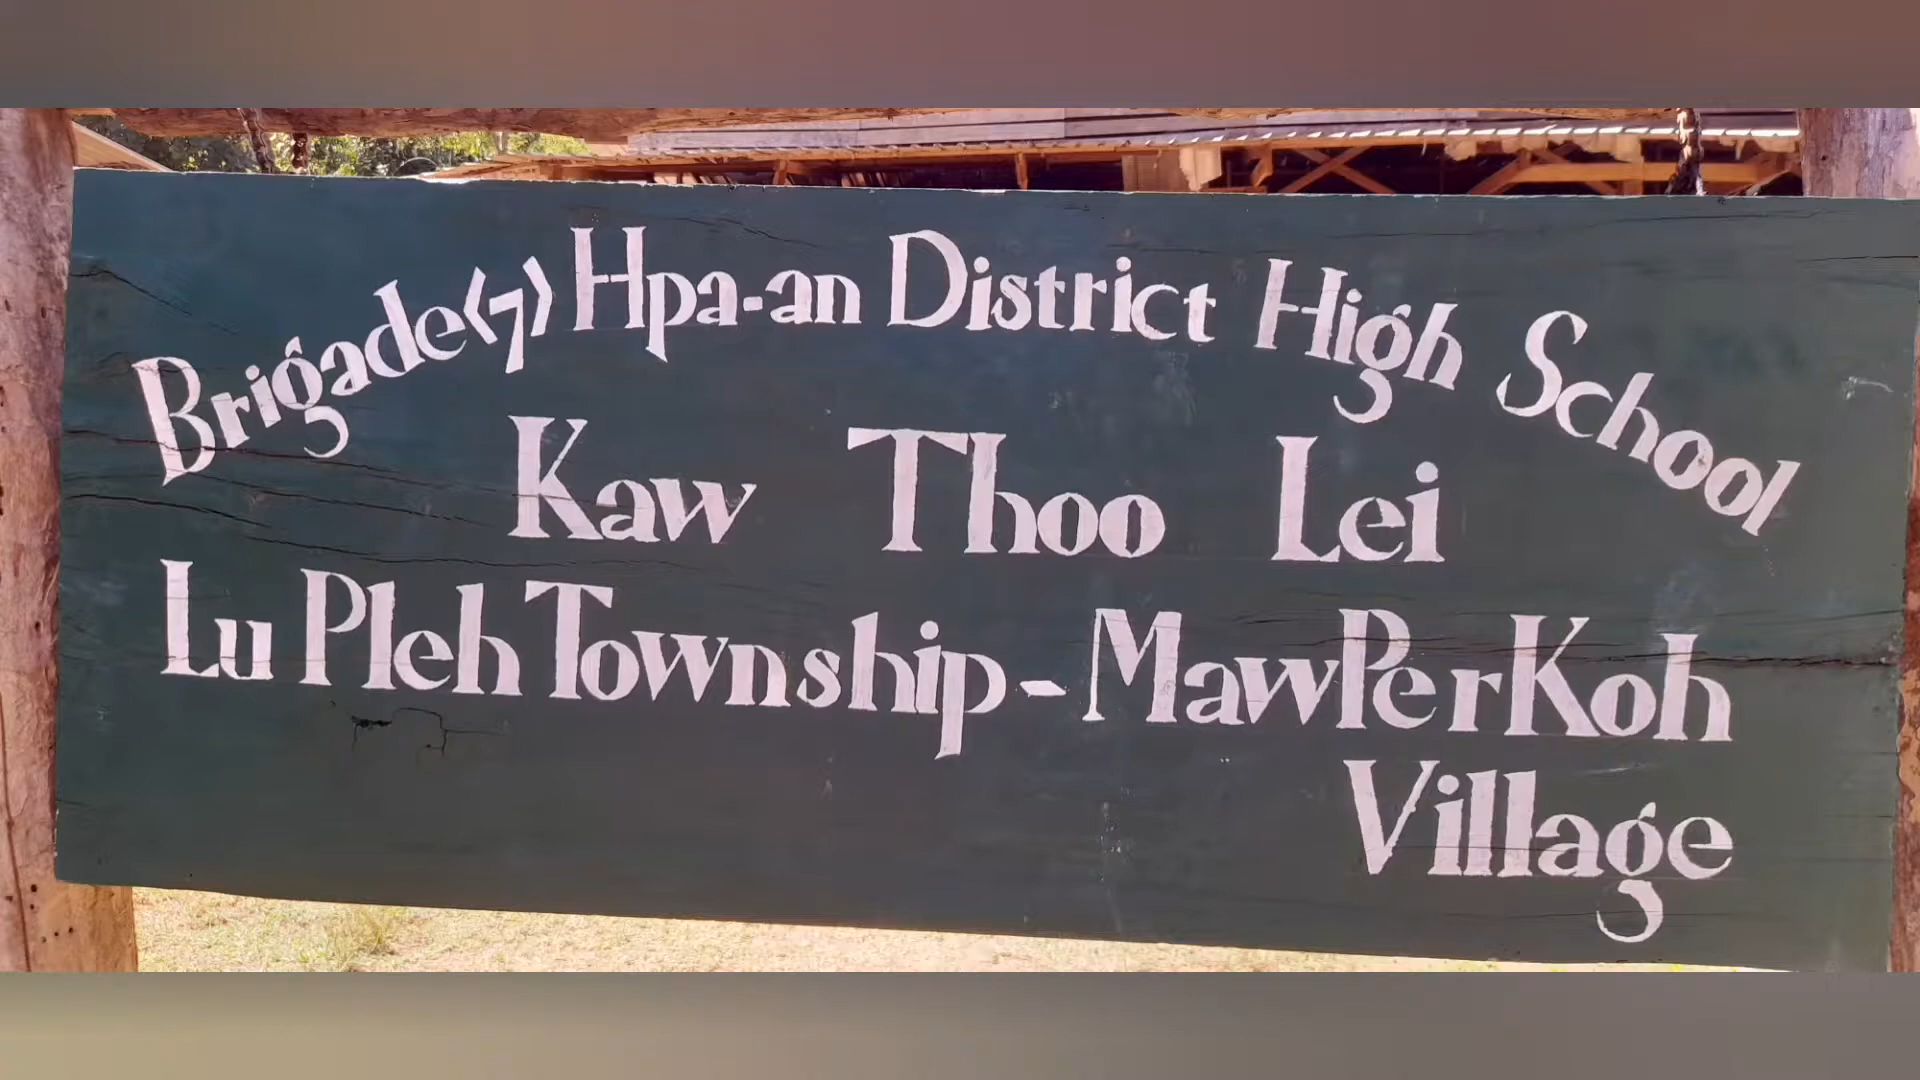 Brigade(7) Hpa-an District High School
Kaw Thoo Lei
Lu Pleh Township - MawPerKoh
Village